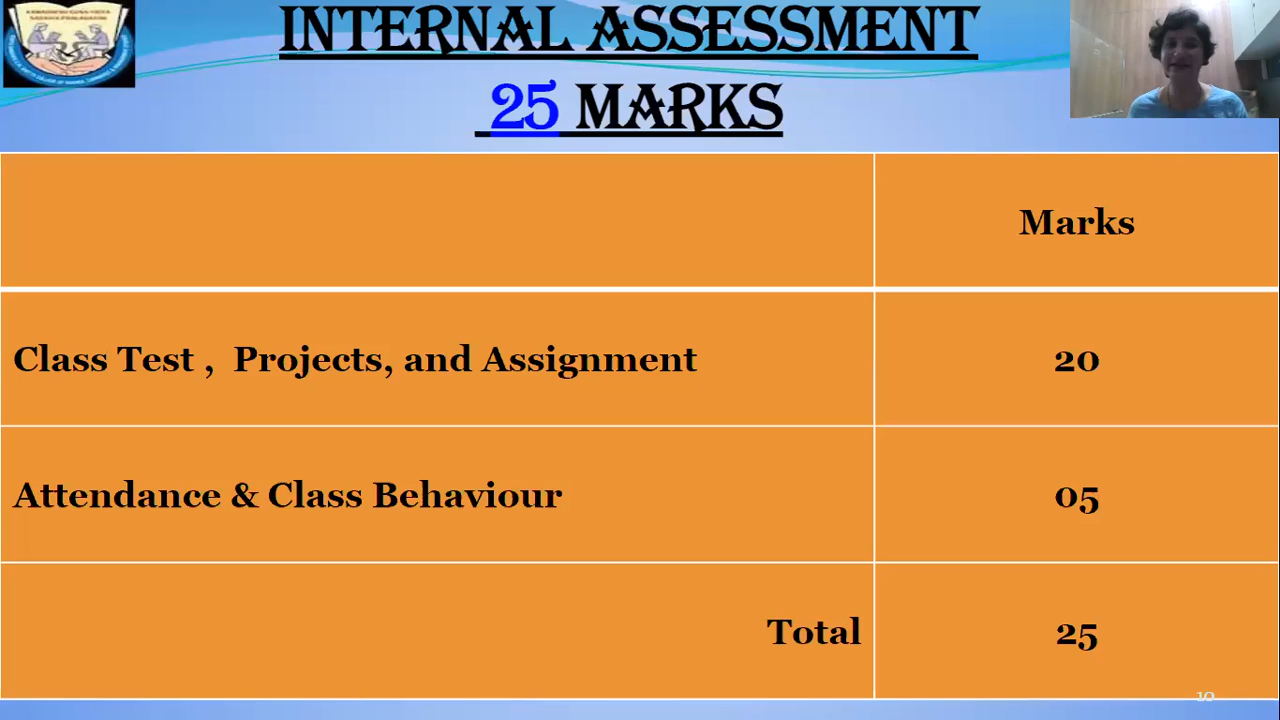 INTERNAL ASSESSMENT
25 MARKS
Marks
Class Test , Projects, and Assignment
20
Attendance & Class Behaviour
05
Total
25